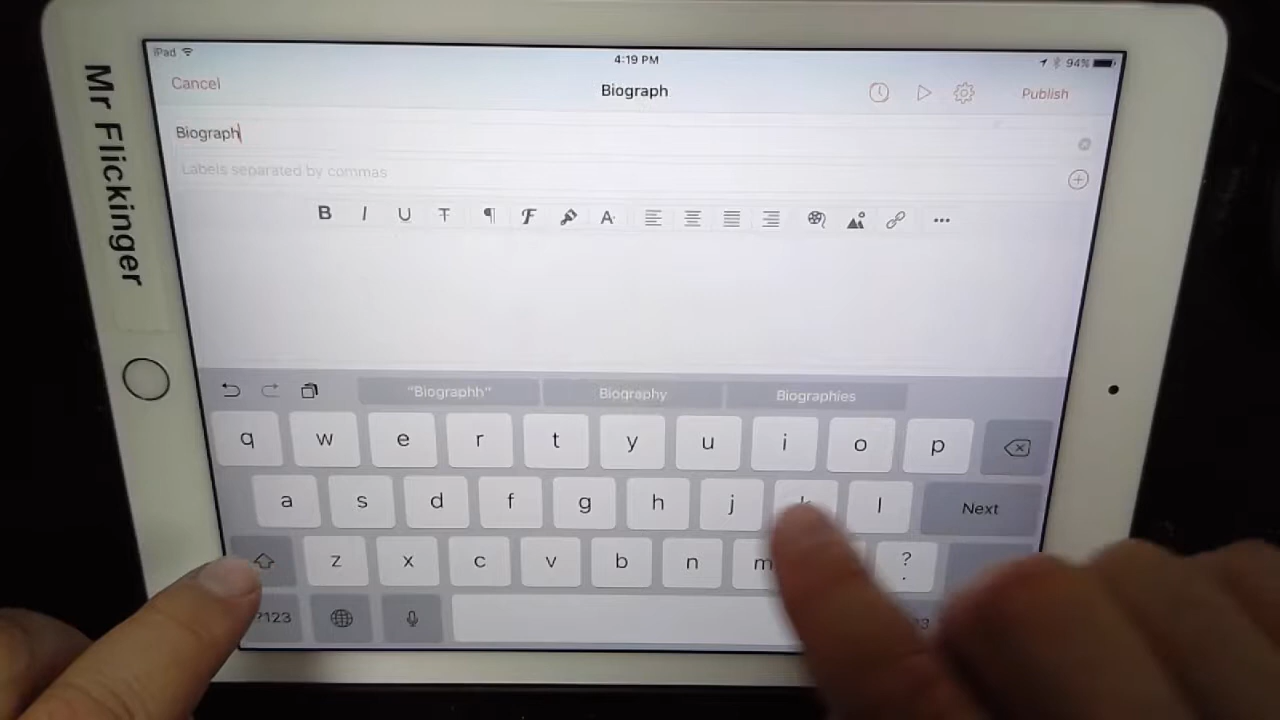 Mr Flickinger
iPad
4:19 PM
94%
Cancel
Biograph
Publish
Biograph
Labels separated by commas
B I U T ¶ F A
"Biographh" Biography Biographies
q w e r t y u i o p
a s d f g h j l Next
z x c v b n m ? .
?123